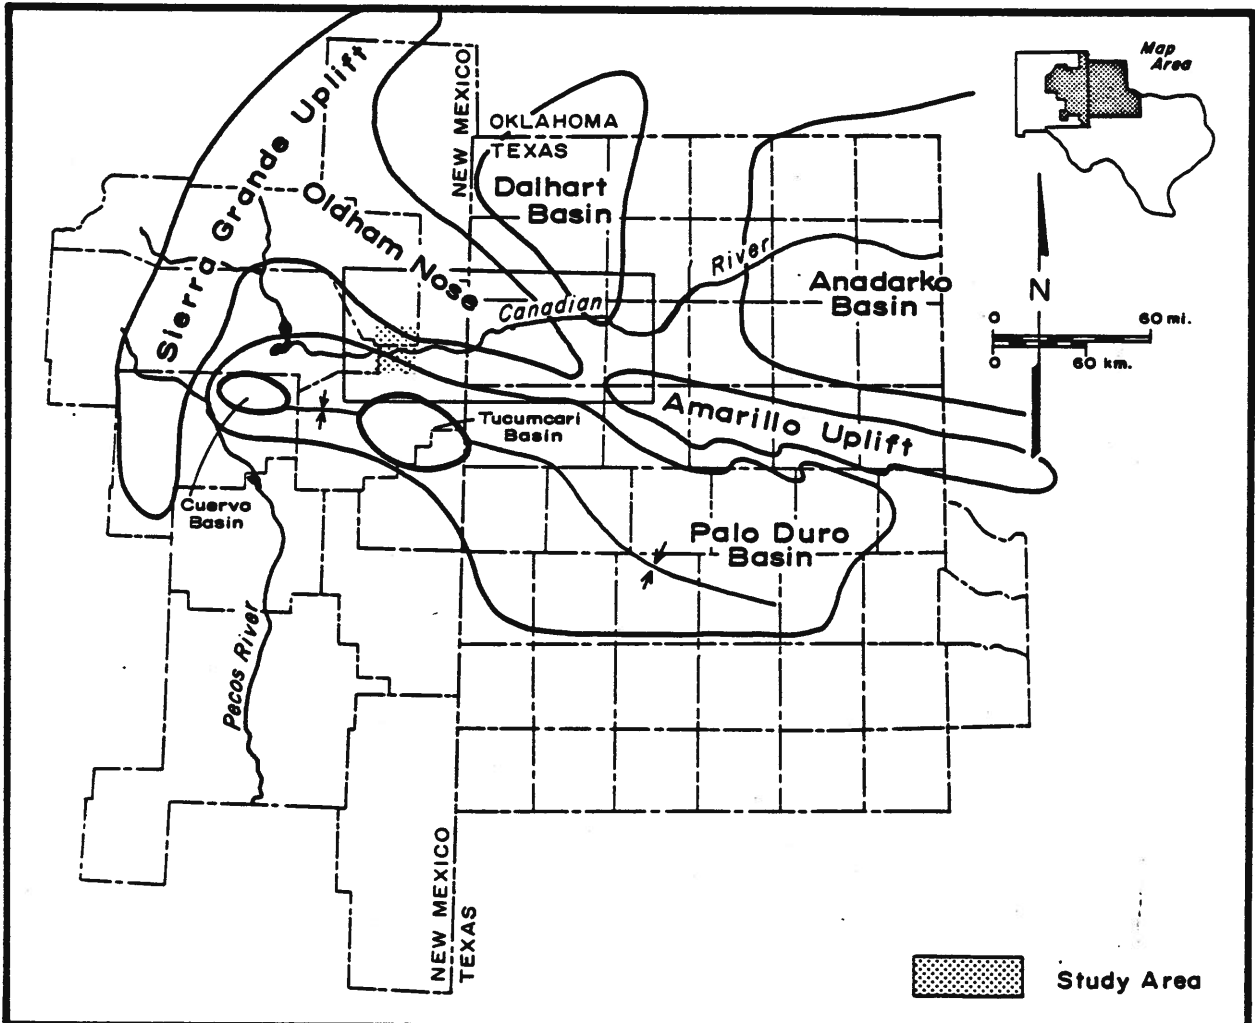 Map
Area
NEW MEXICO
OKLAHOMA
TEXAS
Sierra Grande Uplift
Oldham Nose
Dalhart
Basin
River
Canadian
Anadarko
Basin
N
0
60 mi.
0
60 km.
Amarillo Uplift
Tucumcari
Basin
Cuervo
Basin
Palo Duro
Basin
Pecos River
NEW MEXICO
TEXAS
Study Area